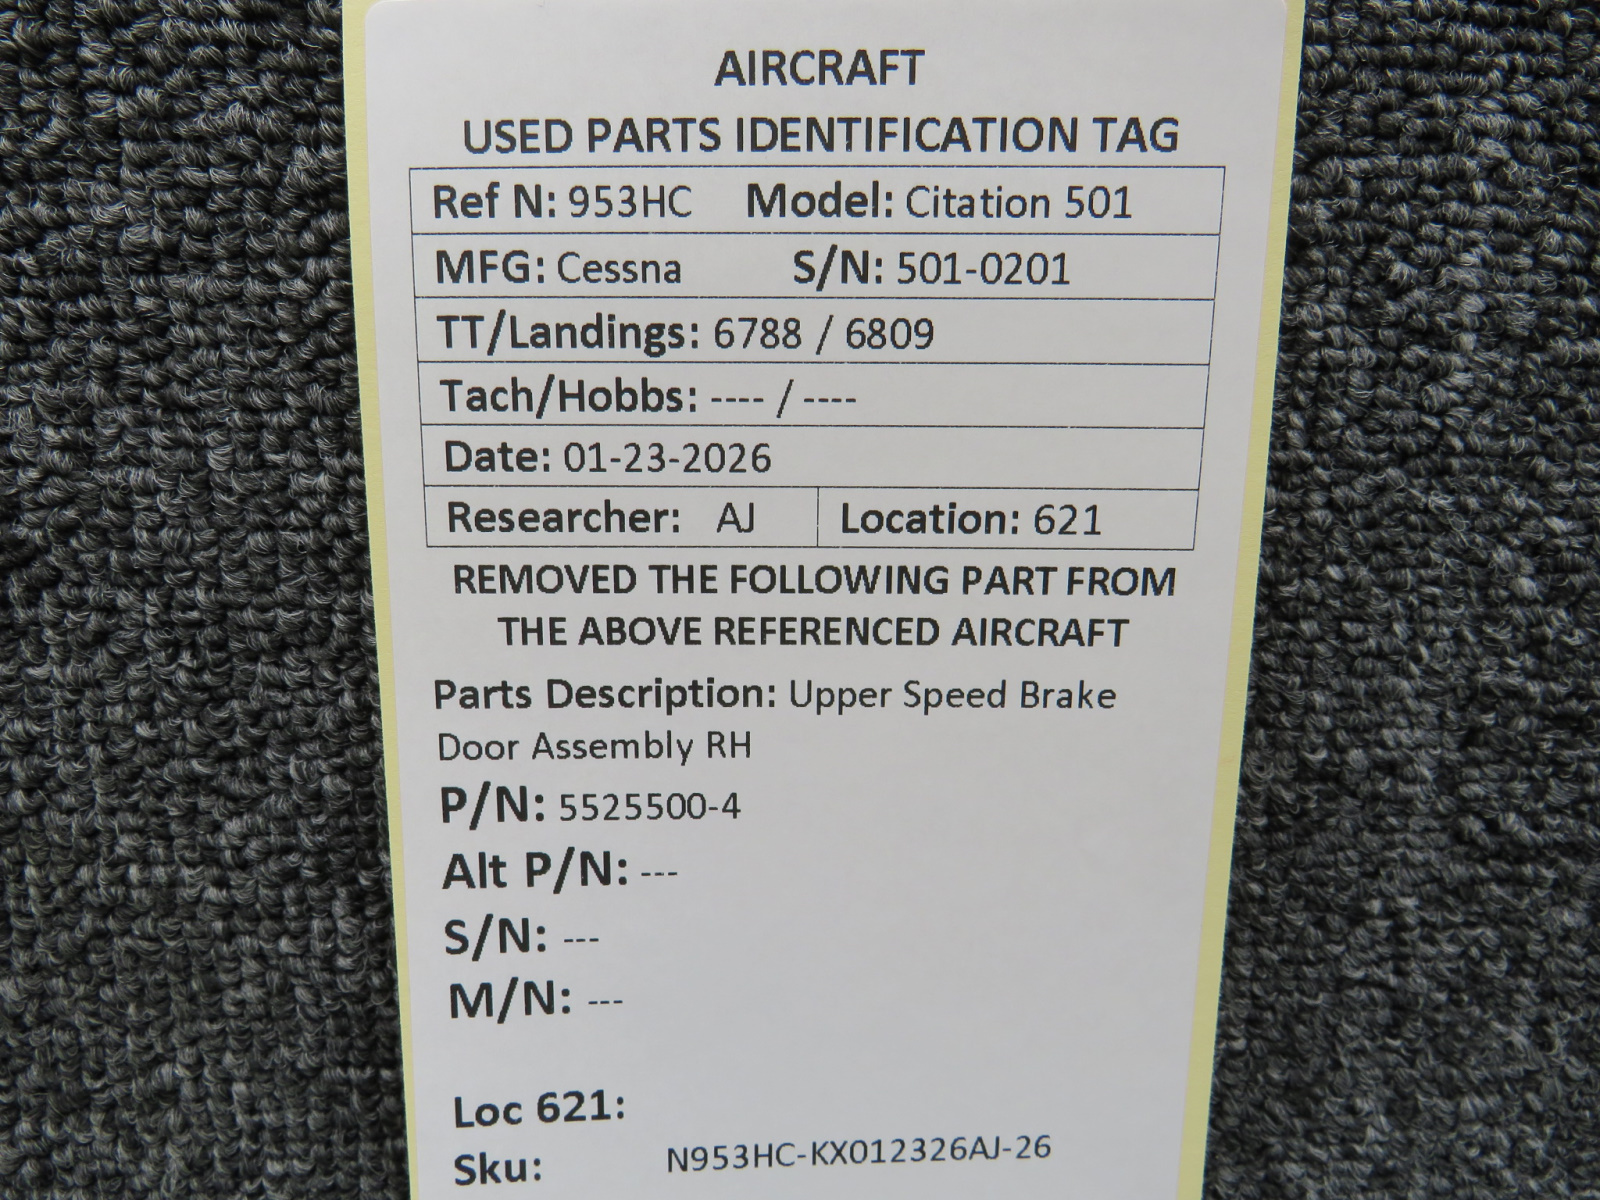 AIRCRAFT
USED PARTS IDENTIFICATION TAG
Ref N: 953HC Model: Citation 501
MFG: Cessna S/N: 501-0201
TT/Landings: 6788 / 6809
Tach/Hobbs: ---- / ----
Date: 01-23-2026
Researcher: AJ Location: 621
REMOVED THE FOLLOWING PART FROM
THE ABOVE REFERENCED AIRCRAFT
Parts Description: Upper Speed Brake
Door Assembly RH
P/N: 5525500-4
Alt P/N: ---
S/N: ---
M/N: ---
Loc 621:
Sku: N953HC-KX012326AJ-26